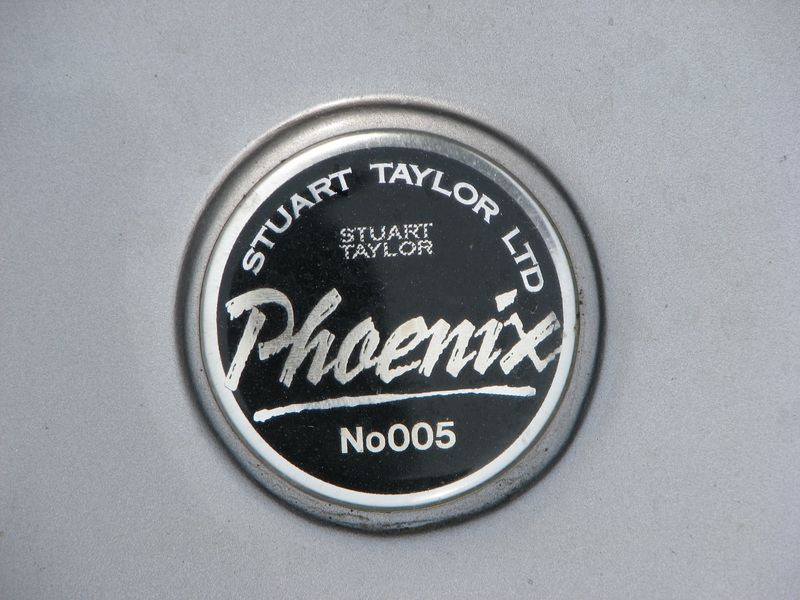 STUART TAYLOR LTD
STUART
TAYLOR
Phoenix
No005